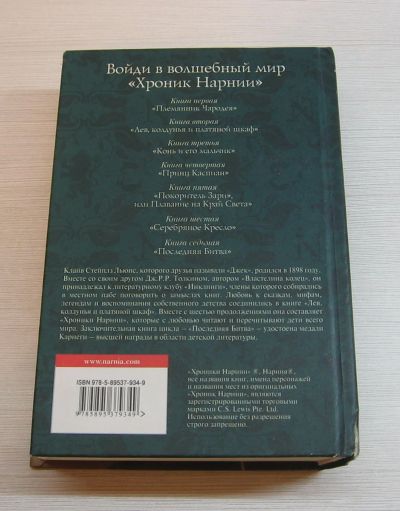 Войди в волшебный мир
«Хроник Нарнии»
Книга первая
«Племянник Чародея»
Книга вторая
«Лев, колдунья и платяной шкаф»
Книга третья
«Конь и его мальчик»
Книга четвертая
«Принц Каспиан»
Книга пятая
«Покоритель Зари,
или Плавание на Край Света»
Книга шестая
«Серебряное Кресло»
Книга седьмая
«Последняя Битва»
Клайв Стейплз Льюис, которого друзья называли «Джек», родился в 1898 году.
Вместе со своим другом Дж.Р.Р. Толкином, автором «Властелина колец», он
принадлежал к литературному клубу «Инклинги», члены которого собирались
в местном пабе поговорить о замыслах книг. Любовь к сказкам, мифам,
легендам и воспоминания собственного детства соединились в книге «Лев,
колдунья и платяной шкаф». Вместе с шестью продолжениями она составляет
«Хроники Нарнии», которые с любовью читают и перечитывают дети всего
мира. Заключительная книга цикла – «Последняя Битва» – удостоена медали
Карнеги – высшей награды в области детской литературы.
www.narnia.com
ISBN 978-5-89537-934-9
9785895379349>
«Хроники Нарнии» ®, Нарния®,
все названия книг, имена персонажей
и названия мест из оригинальных
«Хроник Нарнии», являются
зарегистрированными торговыми
марками C.S. Lewis Pte. Ltd.
Использование без разрешения
строго запрещено.